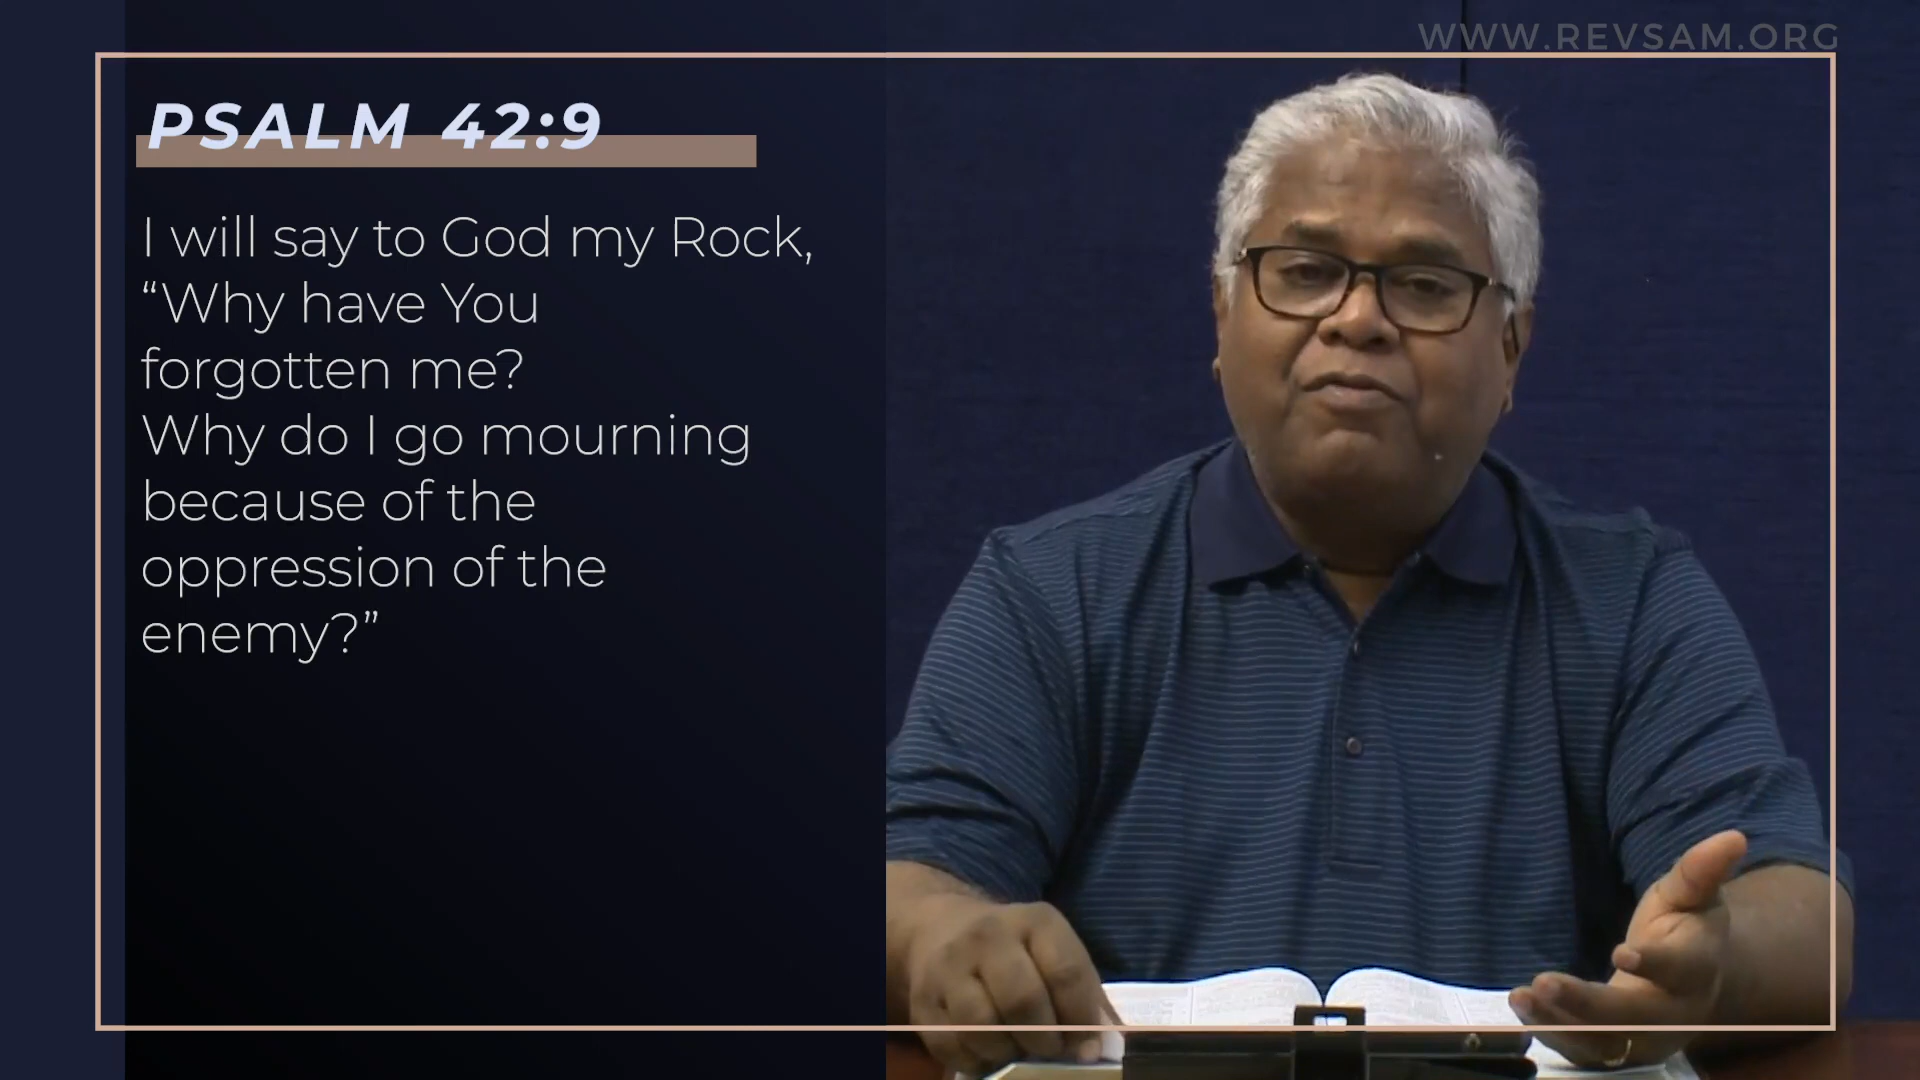 WWW.REVSAM.ORG
PSALM 42:9
I will say to God my Rock,
“Why have You
forgotten me?
Why do I go mourning
because of the
oppression of the
enemy?”